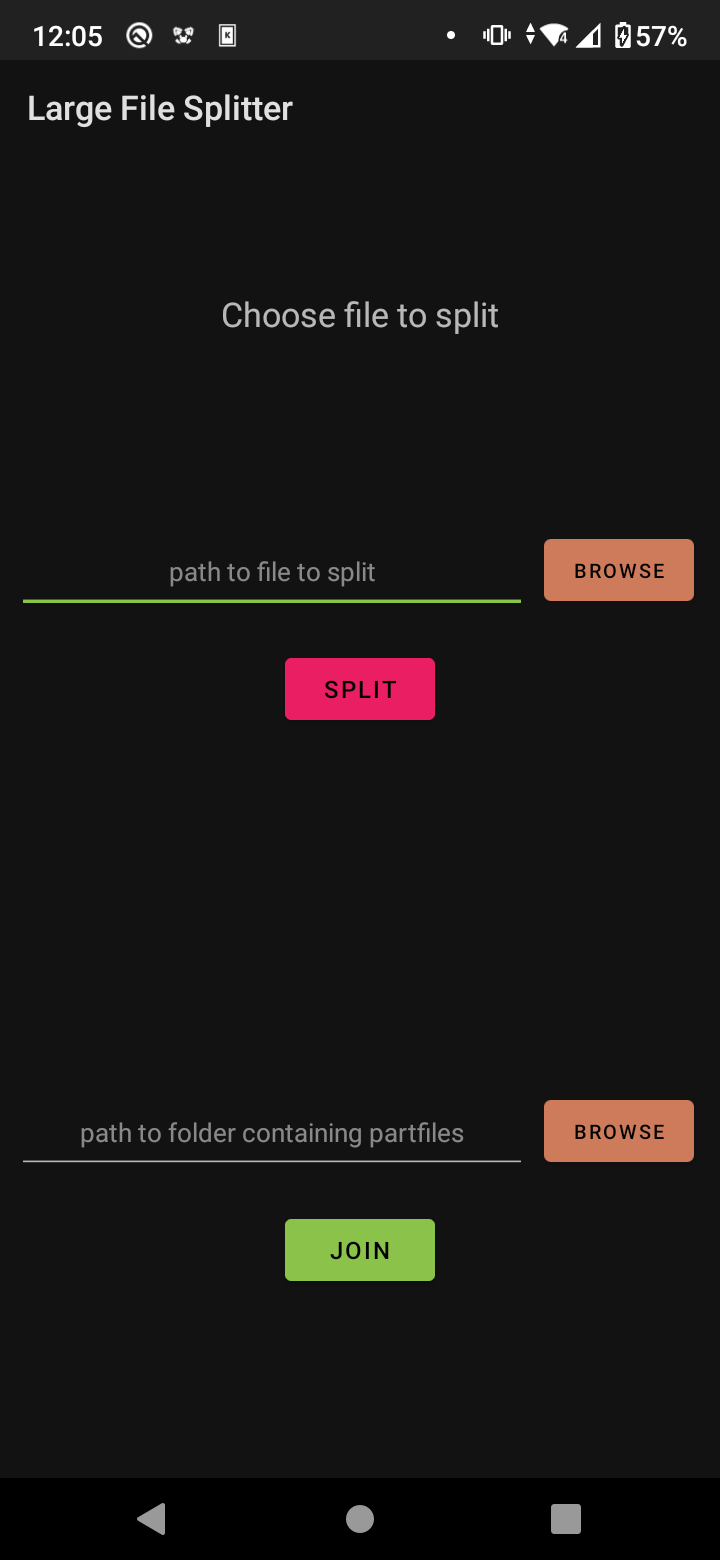 12:05 57%
Large File Splitter
Choose file to split
path to file to split BROWSE
SPLIT
path to folder containing partfiles BROWSE
JOIN